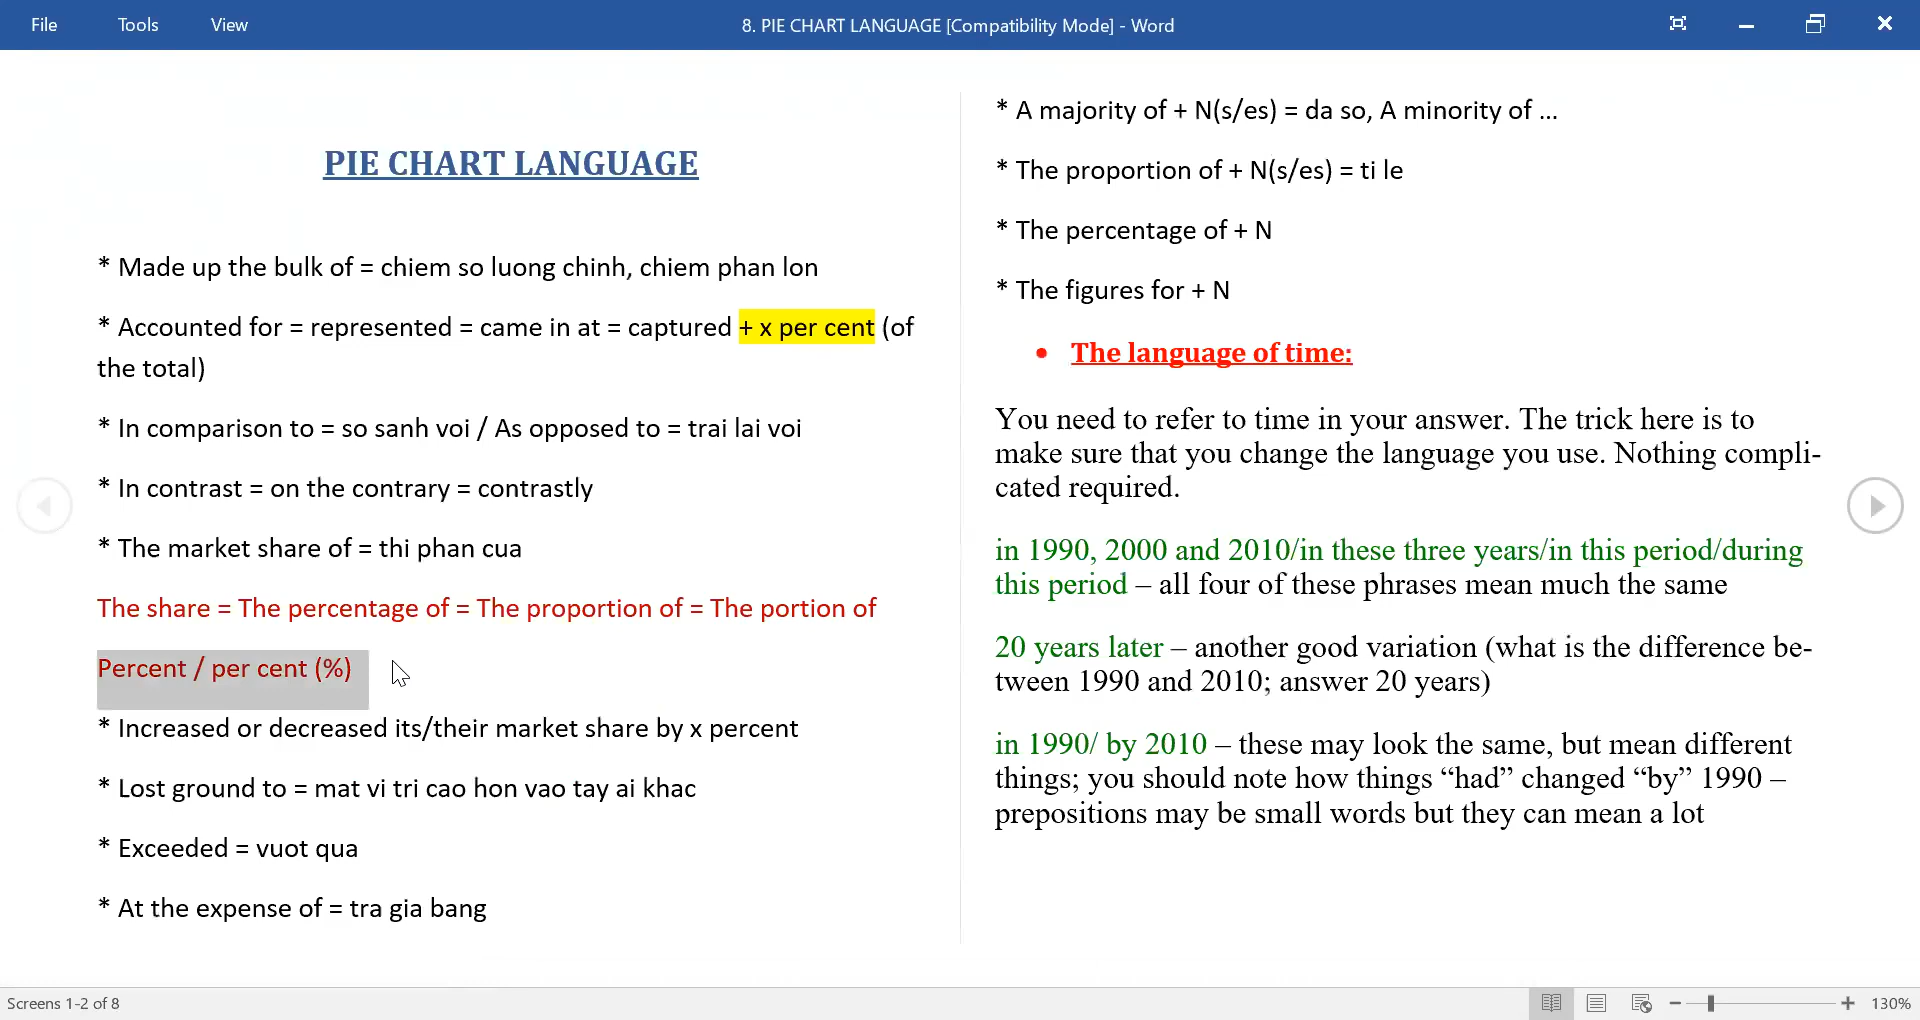 File Tools View 8. PIE CHART LANGUAGE [Compatibility Mode] - Word
PIE CHART LANGUAGE
* Made up the bulk of = chiem so luong chinh, chiem phan lon
* Accounted for = represented = came in at = captured + x per cent (of
the total)
* In comparison to = so sanh voi / As opposed to = trai lai voi
* In contrast = on the contrary = contrastly
* The market share of = thi phan cua
The share = The percentage of = The proportion of = The portion of
Percent / per cent (%)
* Increased or decreased its/their market share by x percent
* Lost ground to = mat vi tri cao hon vao tay ai khac
* Exceeded = vuot qua
* At the expense of = tra gia bang
* A majority of + N(s/es) = da so, A minority of ...
* The proportion of + N(s/es) = ti le
* The percentage of + N
* The figures for + N
• The language of time:
You need to refer to time in your answer. The trick here is to
make sure that you change the language you use. Nothing compli-
cated required.
in 1990, 2000 and 2010/in these three years/in this period/during
this period – all four of these phrases mean much the same
20 years later – another good variation (what is the difference be-
tween 1990 and 2010; answer 20 years)
in 1990/ by 2010 – these may look the same, but mean different
things; you should note how things “had” changed “by” 1990 –
prepositions may be small words but they can mean a lot
Screens 1-2 of 8
130%